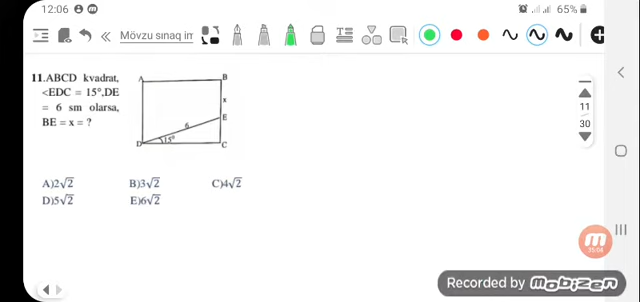 12:06
65%
Mövzu sınaq im
11.ABCD kvadrat,
<EDC = 15°,DE
= 6 sm olarsa,
BE = x = ?
A
B
x
E
6
15°
D
C
A)2√2
B)3√2
C)4√2
D)5√2
E)6√2
11
30
Recorded by Mobizen